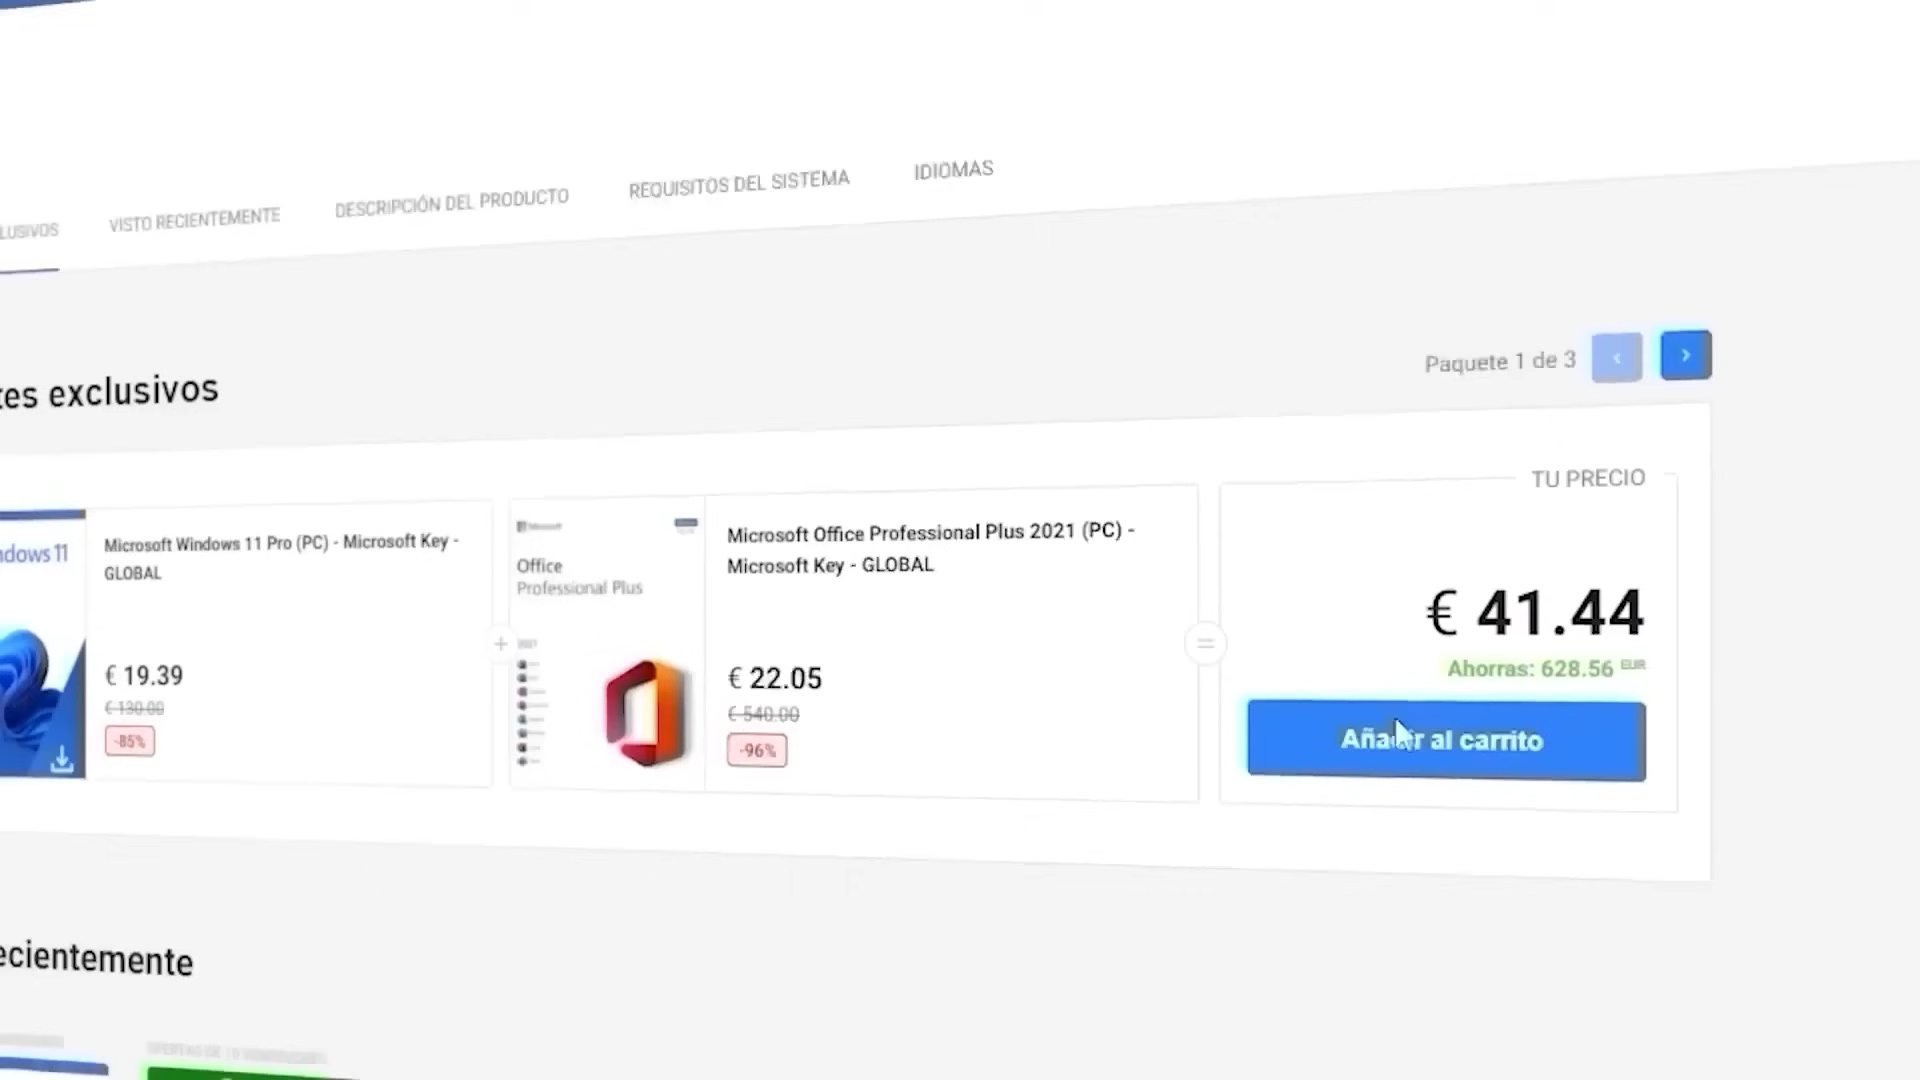 LUSIVOS
VISTO RECIENTEMENTE
DESCRIPCIÓN DEL PRODUCTO
REQUISITOS DEL SISTEMA
IDIOMAS
tes exclusivos
Paquete 1 de 3
ndows 11
Microsoft Windows 11 Pro (PC) - Microsoft Key -
GLOBAL
€ 19.39
€ 130.00
-85%
+
Microsoft
Office
Professional Plus
Microsoft Office Professional Plus 2021 (PC) -
Microsoft Key - GLOBAL
€ 22.05
€ 540.00
-96%
=
TU PRECIO
€ 41.44
Ahorras: 628.56 EUR
Añadir al carrito
ecientemente